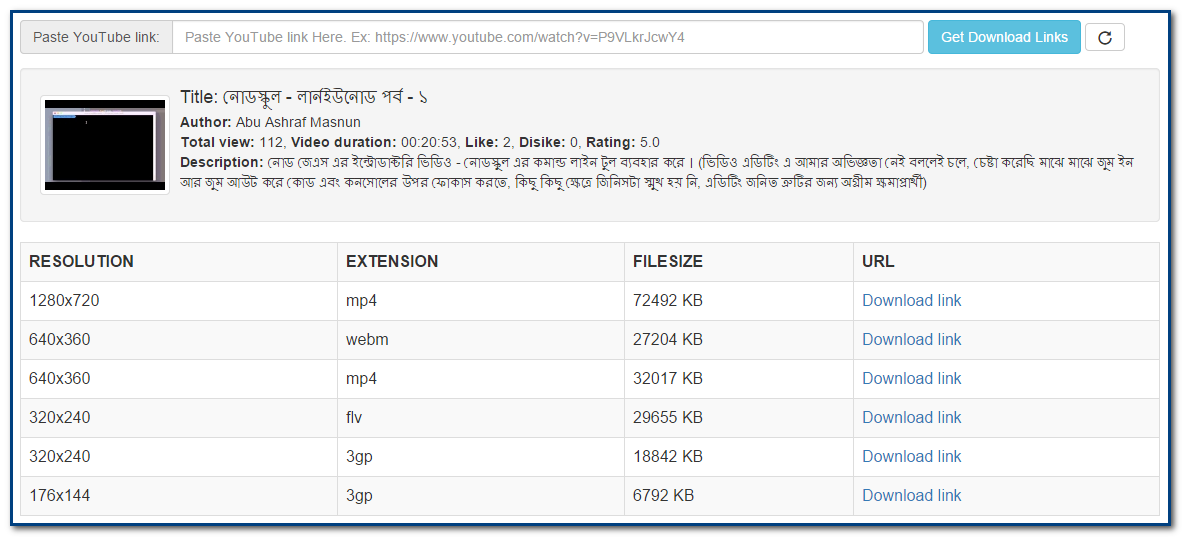 Paste YouTube link: Paste YouTube link Here. Ex: https://www.youtube.com/watch?v=P9VLkrJcwY4 Get Download Links
Title: নোডস্কুল - লার্নইউনোড পর্ব - ১
Author: Abu Ashraf Masnun
Total view: 112, Video duration: 00:20:53, Like: 2, Disike: 0, Rating: 5.0
Description: নোড জেএস এর ইন্ট্রোডাক্টরি ভিডিও - নোডস্কুল এর কমান্ড লাইন টুল ব্যবহার করে । (ভিডিও এডিটিং এ আমার অভিজ্ঞতা নেই বললেই চলে, চেষ্টা করেছি মাঝে মাঝে জুম ইন
আর জুম আউট করে কোড এবং কনসোলের উপর ফোকাস করতে, কিছু কিছু ক্ষেত্রে জিনিসটা স্মুথ হয় নি, এডিটিং জনিত ত্রুটির জন্য অগ্রীম ক্ষমাপ্রার্থী)
RESOLUTION EXTENSION FILESIZE URL
1280x720 mp4 72492 KB Download link
640x360 webm 27204 KB Download link
640x360 mp4 32017 KB Download link
320x240 flv 29655 KB Download link
320x240 3gp 18842 KB Download link
176x144 3gp 6792 KB Download link